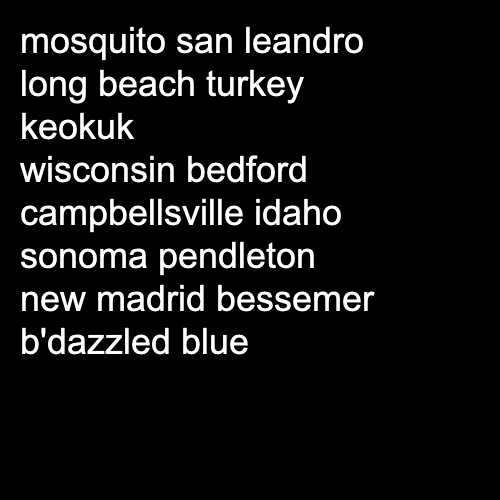 mosquito san leandro
long beach turkey
keokuk
wisconsin bedford
campbellsville idaho
sonoma pendleton
new madrid bessemer
b'dazzled blue